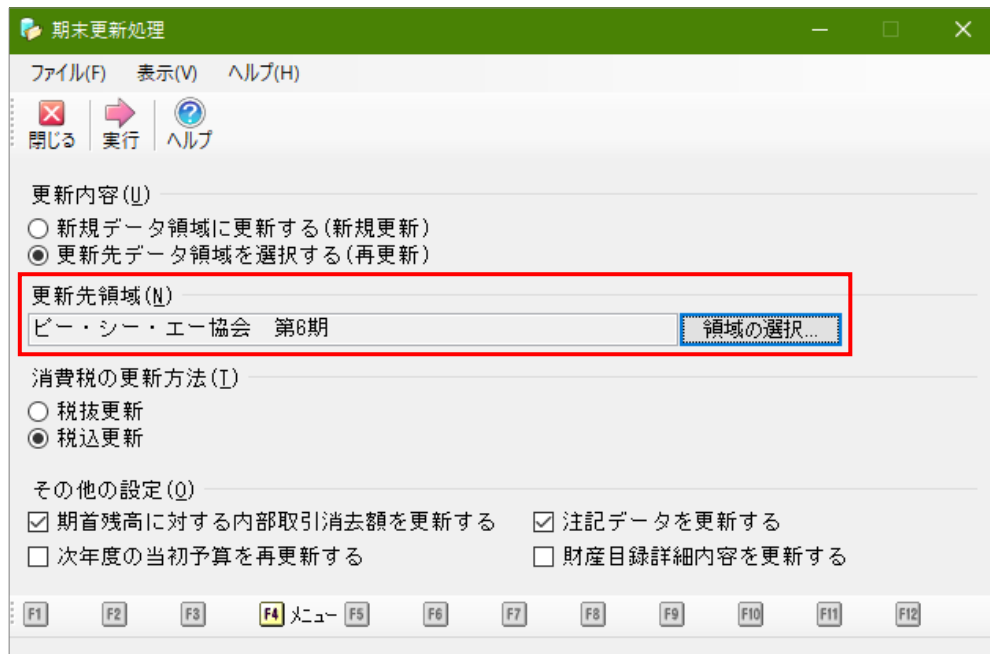 期末更新処理
ファイル(F) 表示(V) ヘルプ(H)
閉じる 実行 ヘルプ
更新内容(U)
新規データ領域に更新する(新規更新)
更新先データ領域を選択する(再更新)
更新先領域(N)
ビー・シー・エー協会 第6期 領域の選択...
消費税の更新方法(T)
税抜更新
税込更新
その他の設定(O)
期首残高に対する内部取引消去額を更新する 注記データを更新する
次年度の当初予算を再更新する 財産目録詳細内容を更新する
F1 F2 F3 F4 メニュー F5 F6 F7 F8 F9 F10 F11 F12